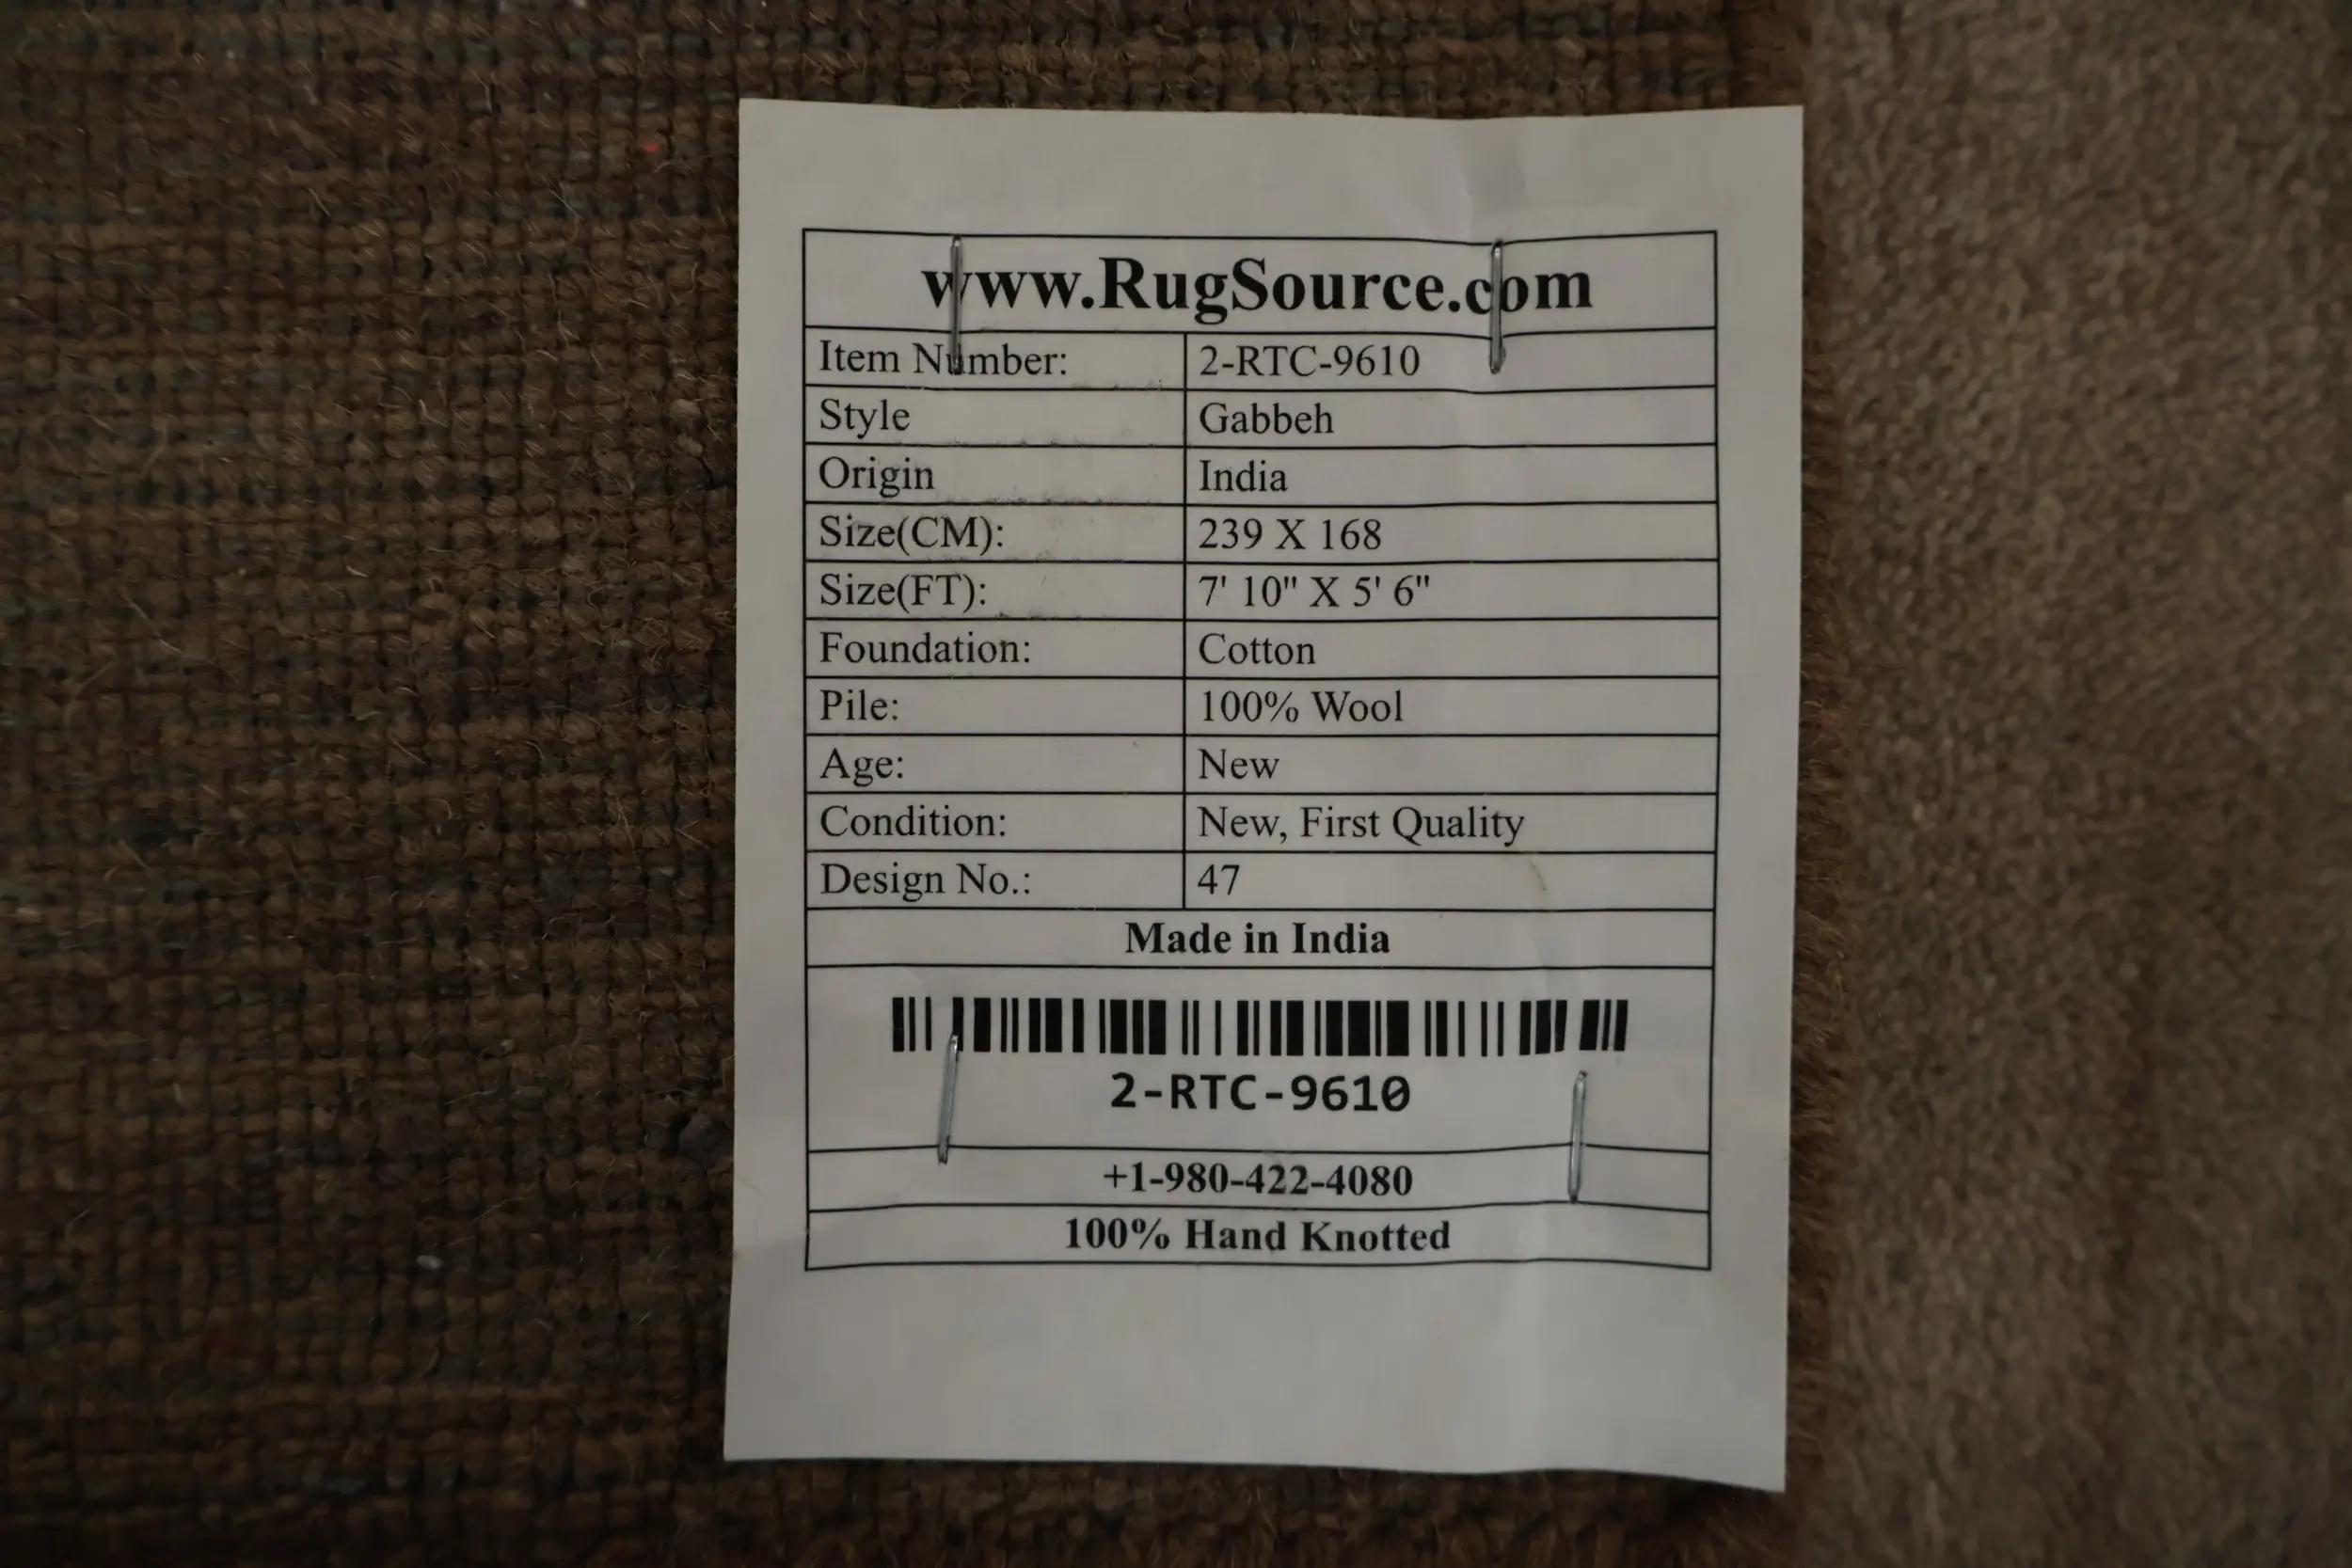 www.RugSource.com
Item Number: 2-RTC-9610
Style Gabbeh
Origin India
Size(CM): 239 X 168
Size(FT): 7' 10" X 5' 6"
Foundation: Cotton
Pile: 100% Wool
Age: New
Condition: New, First Quality
Design No.: 47
Made in India
2-RTC-9610
+1-980-422-4080
100% Hand Knotted